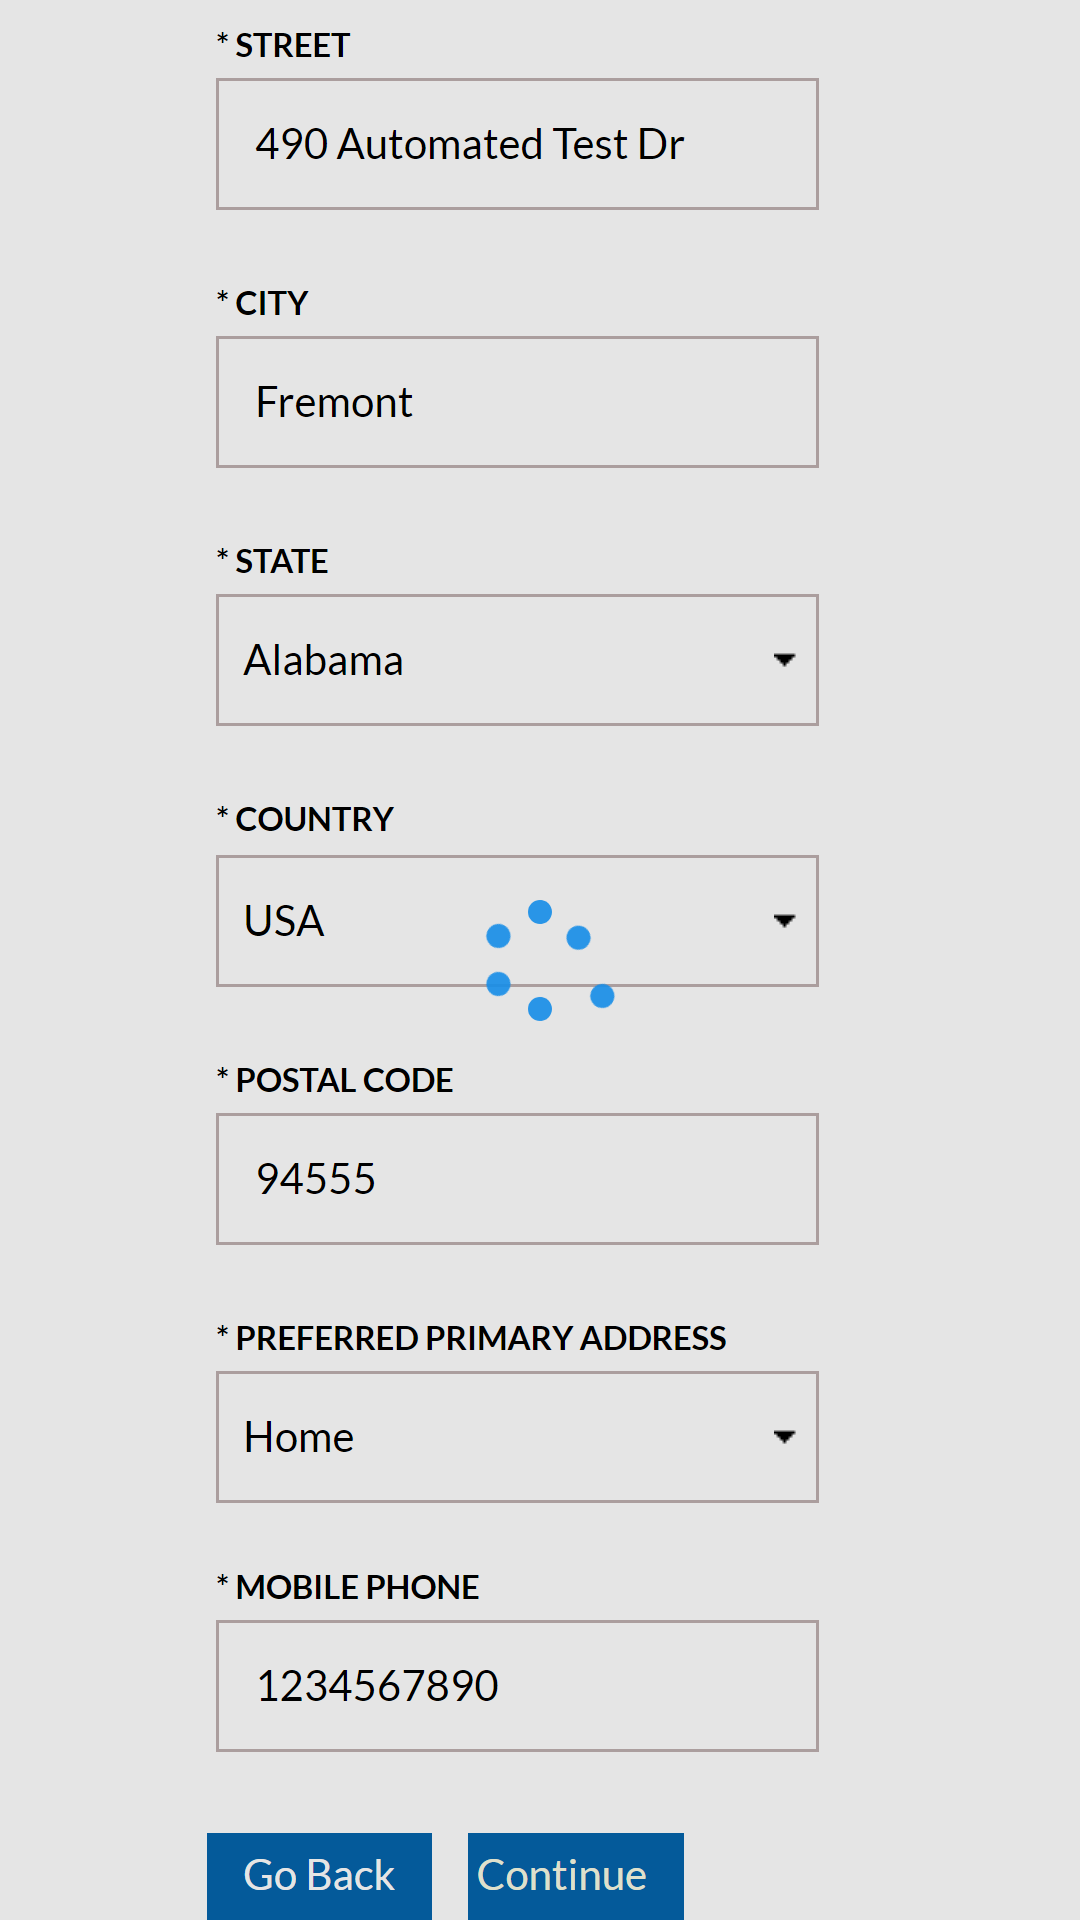 * STREET
490 Automated Test Dr
* CITY
Fremont
* STATE
Alabama
* COUNTRY
USA
* POSTAL CODE
94555
* PREFERRED PRIMARY ADDRESS
Home
* MOBILE PHONE
1234567890
Go Back Continue